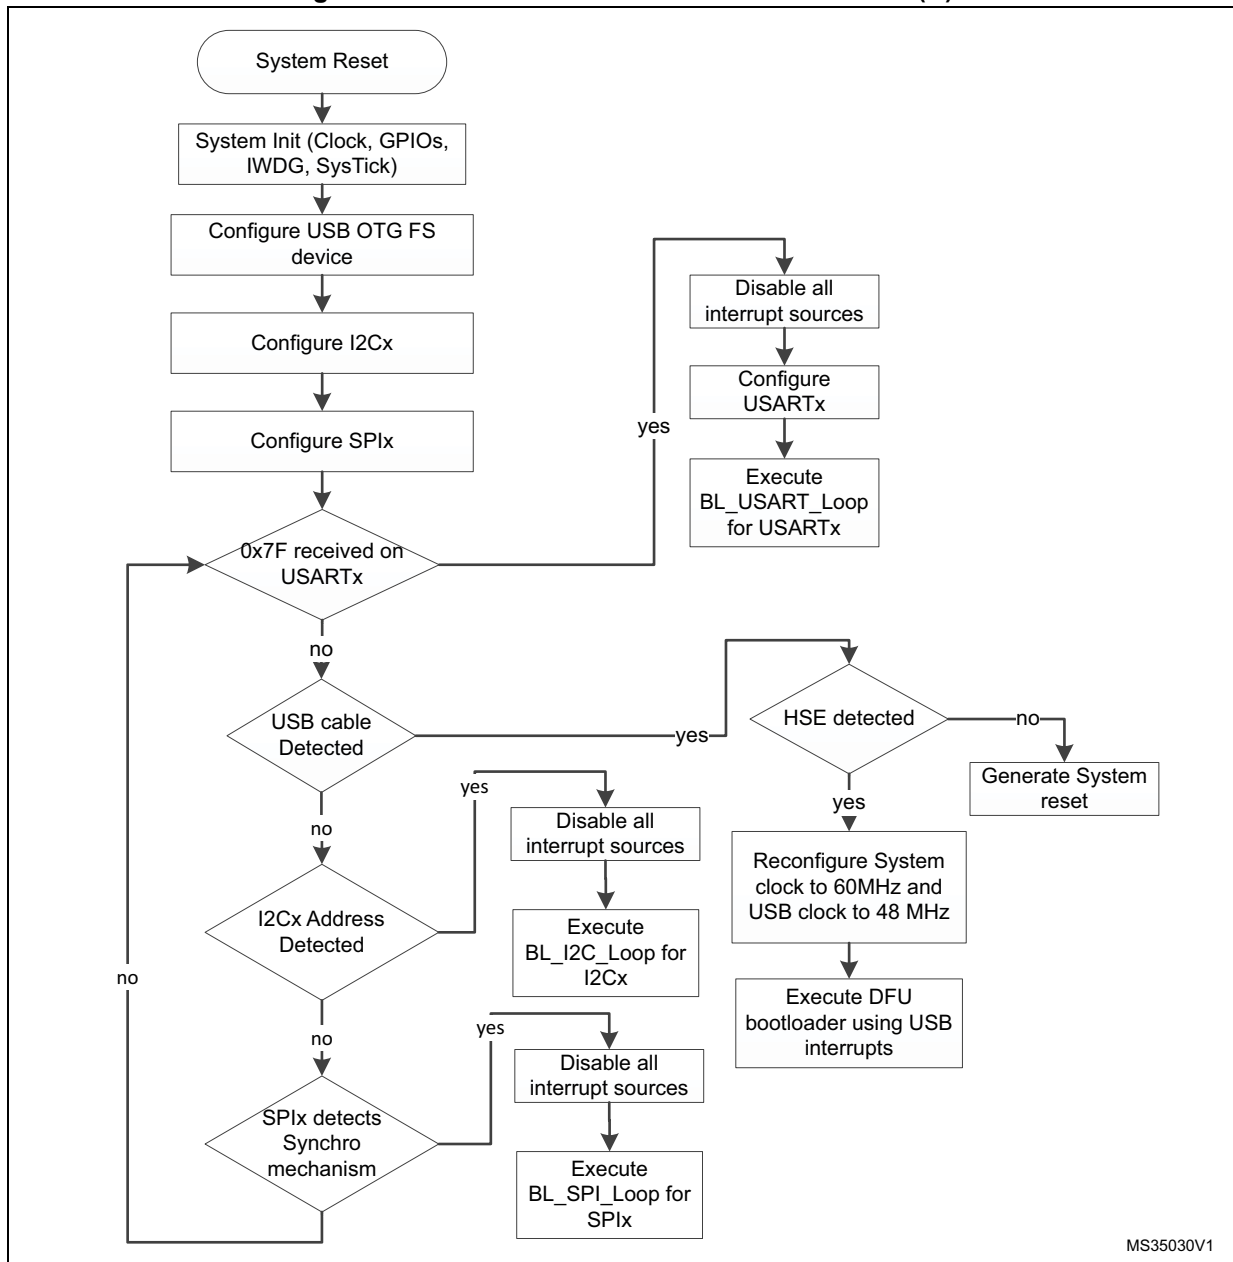 System Reset
System Init (Clock, GPIOs,
IWDG, SysTick)
Configure USB OTG FS
device
Configure I2Cx
Configure SPIx
0x7F received on
USARTx
yes
Disable all
interrupt sources
Configure
USARTx
Execute
BL_USART_Loop
for USARTx
no
USB cable
Detected
yes
HSE detected
no
Generate System
reset
yes
Reconfigure System
clock to 60MHz and
USB clock to 48 MHz
Execute DFU
bootloader using USB
interrupts
no
I2Cx Address
Detected
yes
Disable all
interrupt sources
Execute
BL_I2C_Loop for
I2Cx
no
SPIx detects
Synchro
mechanism
yes
Disable all
interrupt sources
Execute
BL_SPI_Loop for
SPIx
no
MS35030V1